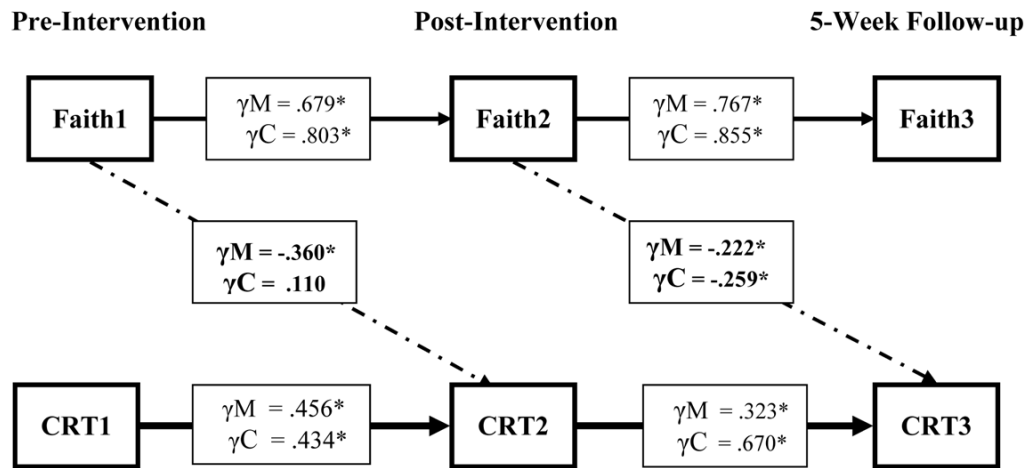 Pre-Intervention Post-Intervention 5-Week Follow-up
Faith1
γM = .679*
γC = .803*
Faith2
γM = .767*
γC = .855*
Faith3
γM = -.360*
γC = .110
γM = -.222*
γC = -.259*
CRT1
γM = .456*
γC = .434*
CRT2
γM = .323*
γC = .670*
CRT3